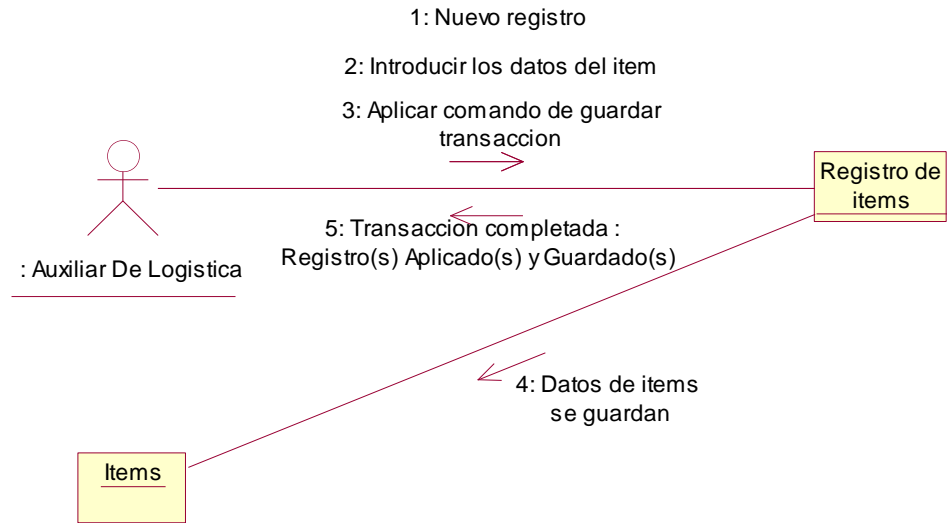 1: Nuevo registro
2: Introducir los datos del item
3: Aplicar comando de guardar
transaccion
Registro de
items
5: Transaccion completada :
Registro(s) Aplicado(s) y Guardado(s)
: Auxiliar De Logistica
4: Datos de items
se guardan
Items